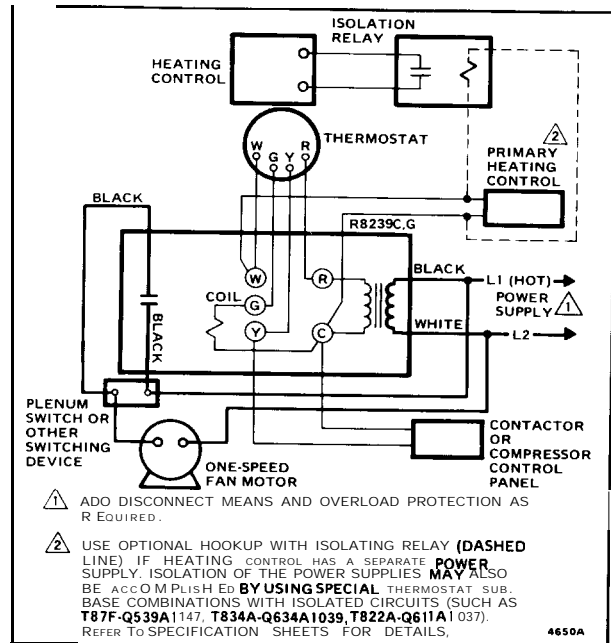 ISOLATION
RELAY
HEATING
CONTROL
THERMOSTAT
W G Y R
2
PRIMARY
HEATING
CONTROL
BLACK
R8239C,G
W
R
BLACK
L1 (HOT)
COIL
G
POWER
SUPPLY
1
BLACK
Y
C
WHITE
L2
PLENUM
SWITCH OR
OTHER
SWITCHING
DEVICE
CONTACTOR
OR
COMPRESSOR
CONTROL
PANEL
ONE-SPEED
FAN MOTOR
1 ADO DISCONNECT MEANS AND OVERLOAD PROTECTION AS
R EQUIRED.
2 USE OPTIONAL HOOKUP WITH ISOLATING RELAY (DASHED
LINE) IF HEATING CONTROL HAS A SEPARATE POWER
SUPPLY. ISOLATION OF THE POWER SUPPLIES MAY ALSO
BE accO M PlisH Ed BY USING SPECIAL THERMOSTAT SUB.
BASE COMBINATIONS WITH ISOLATED CIRCUITS (SUCH AS
T87F-Q539A1147, T834A-Q634A1039, T822A-Q611A1037).
REFER To SPECIFICATION SHEETS FOR DETAILS,
4650A